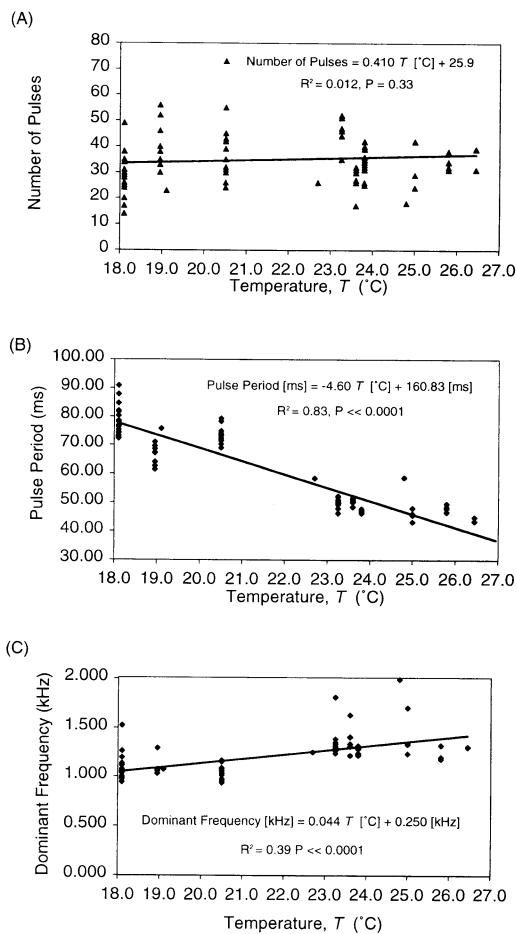 (A)
80
70
60
50
40
30
20
10
0
Number of Pulses
Number of Pulses = 0.410 T [˚C] + 25.9
R² = 0.012, P = 0.33
18.0 19.0 20.0 21.0 22.0 23.0 24.0 25.0 26.0 27.0
Temperature, T (˚C)
(B)
100.00
90.00
80.00
70.00
60.00
50.00
40.00
30.00
Pulse Period (ms)
Pulse Period [ms] = -4.60 T [˚C] + 160.83 [ms]
R² = 0.83, P << 0.0001
18.0 19.0 20.0 21.0 22.0 23.0 24.0 25.0 26.0 27.0
Temperature, T (˚C)
(C)
2.000
1.500
1.000
0.500
0.000
Dominant Frequency (kHz)
Dominant Frequency [kHz] = 0.044 T [˚C] + 0.250 [kHz]
R² = 0.39 P << 0.0001
18.0 19.0 20.0 21.0 22.0 23.0 24.0 25.0 26.0 27.0
Temperature, T (˚C)